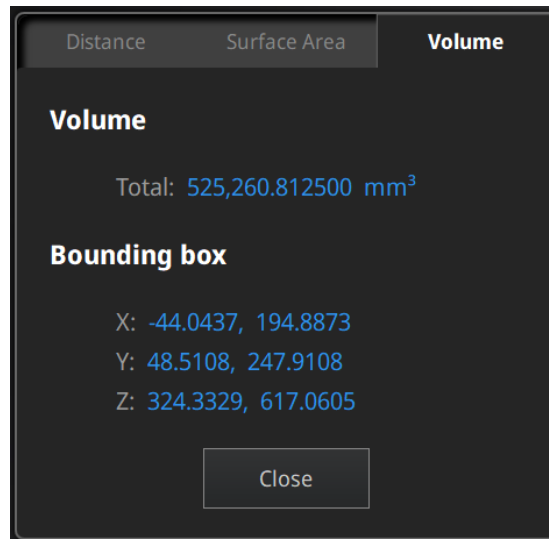 Distance Surface Area Volume
Volume
Total: 525,260.812500 mm³
Bounding box
X: -44.0437, 194.8873
Y: 48.5108, 247.9108
Z: 324.3329, 617.0605
Close